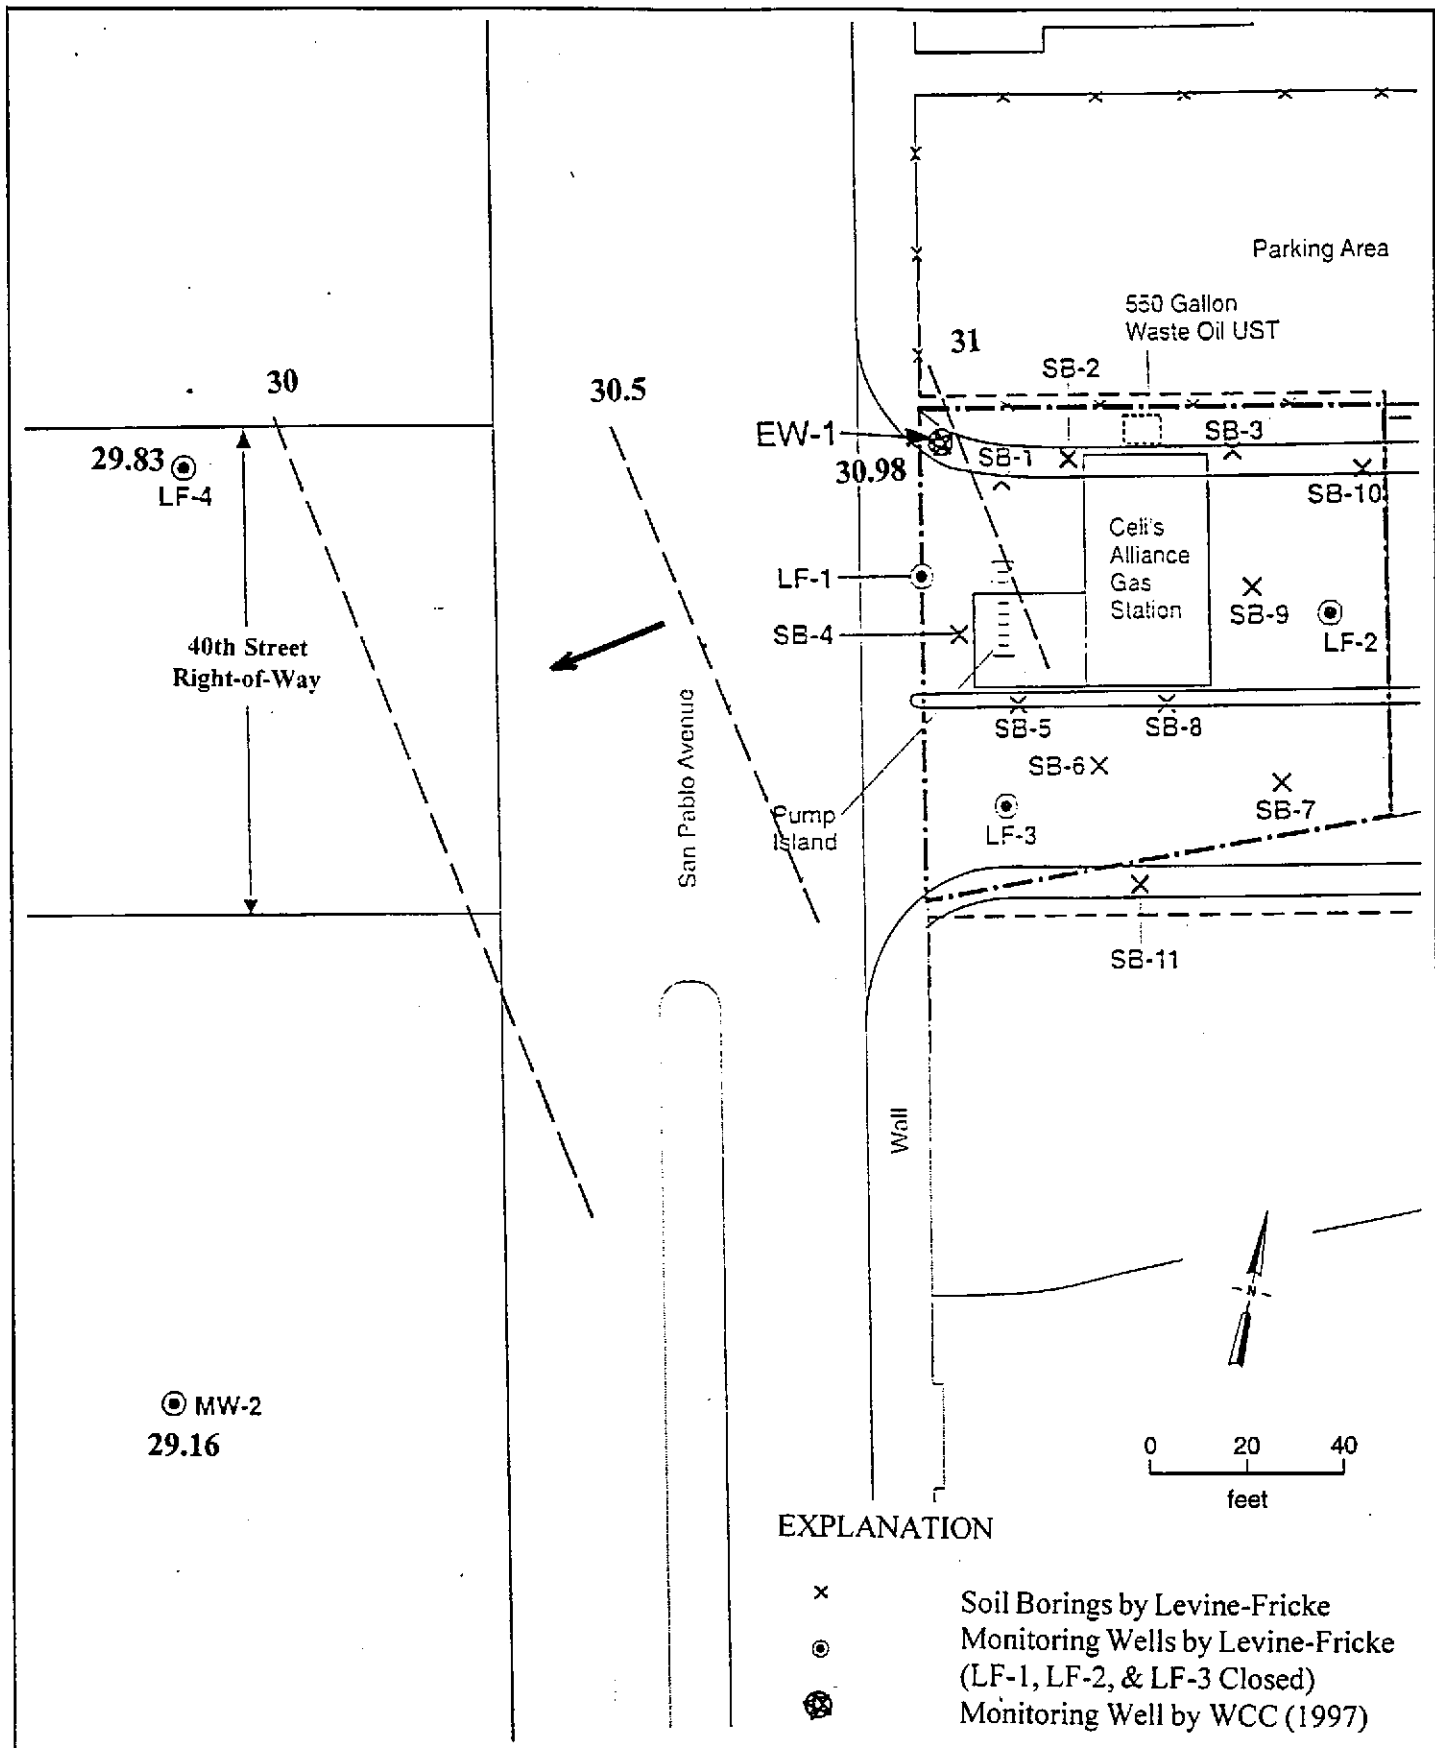 Parking Area
550 Gallon
Waste Oil UST
31
SB-2
30
30.5
EW-1
SB-3
29.83
30.98
SB-1
LF-4
SB-10
Celi's
Alliance
Gas
Station
LF-1
SB-9
LF-2
SB-4
40th Street
Right-of-Way
San Pablo Avenue
SB-5
SB-8
SB-6
SB-7
Pump
Island
LF-3
SB-11
Wall
N
MW-2
29.16
0 20 40
feet
EXPLANATION
Soil Borings by Levine-Fricke
Monitoring Wells by Levine-Fricke
(LF-1, LF-2, & LF-3 Closed)
Monitoring Well by WCC (1997)